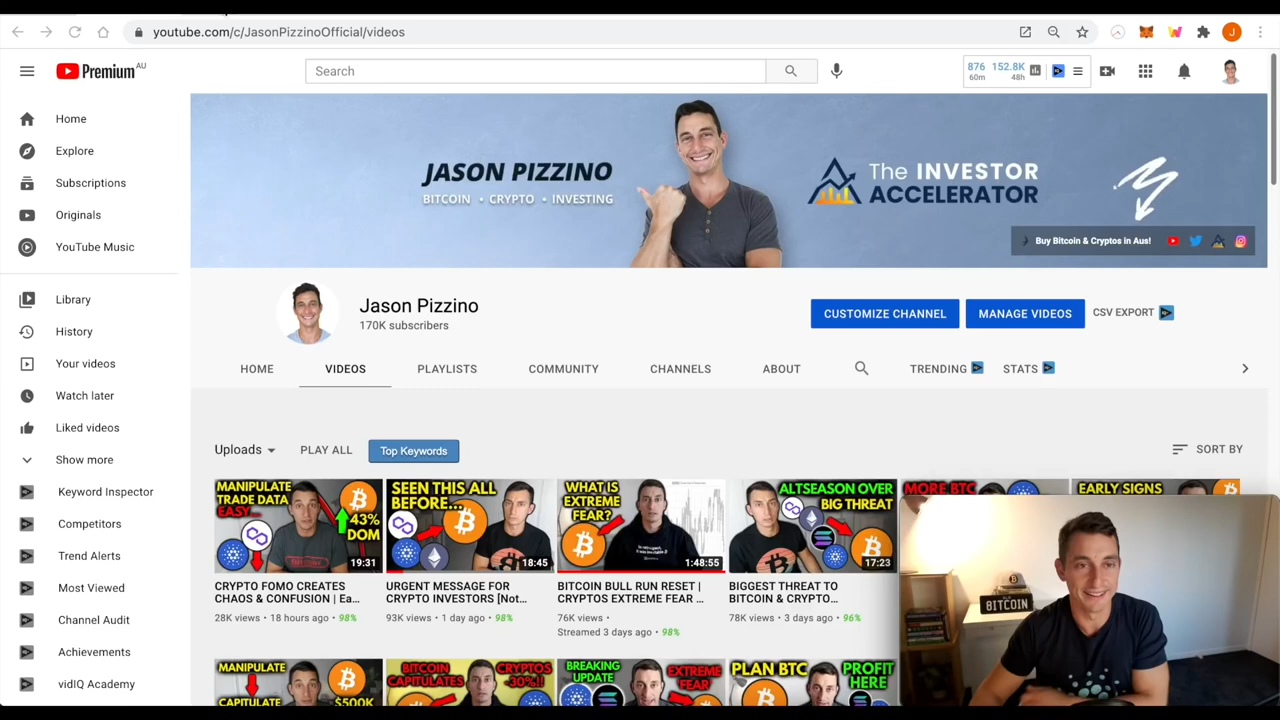 youtube.com/c/JasonPizzinoOfficial/videos
J
Premium AU
Search
876 152.8K
60m 48h
Home
Explore
Subscriptions
Originals
YouTube Music
Library
History
Your videos
Watch later
Liked videos
Show more
Keyword Inspector
Competitors
Trend Alerts
Most Viewed
Channel Audit
Achievements
vidIQ Academy
JASON PIZZINO
BITCOIN • CRYPTO • INVESTING
The INVESTOR
ACCELERATOR
Buy Bitcoin & Cryptos in Aus!
Jason Pizzino
170K subscribers
CUSTOMIZE CHANNEL
MANAGE VIDEOS
CSV EXPORT
HOME
VIDEOS
PLAYLISTS
COMMUNITY
CHANNELS
ABOUT
TRENDING
STATS
Uploads
PLAY ALL
Top Keywords
SORT BY
MANIPULATE
TRADE DATA
EASY...
43%
DOM
19:31
CRYPTO FOMO CREATES
CHAOS & CONFUSION | Ea...
28K views • 18 hours ago • 98%
SEEN THIS ALL
BEFORE...
18:45
URGENT MESSAGE FOR
CRYPTO INVESTORS [Not...
93K views • 1 day ago • 98%
WHAT IS
EXTREME
FEAR?
1:48:55
BITCOIN BULL RUN RESET |
CRYPTOS EXTREME FEAR ...
76K views •
Streamed 3 days ago • 98%
ALTSEASON OVER
BIG THREAT
17:23
BIGGEST THREAT TO
BITCOIN & CRYPTO...
78K views • 3 days ago • 96%
MORE BTC
EARLY SIGNS
MANIPULATE
CAPITULATE
$500K
BITCOIN
CAPITULATES
CRYPTOS
-30%!!
BREAKING
UPDATE
EXTREME
FEAR
PLAN BTC
PROFIT
HERE
BITCOIN